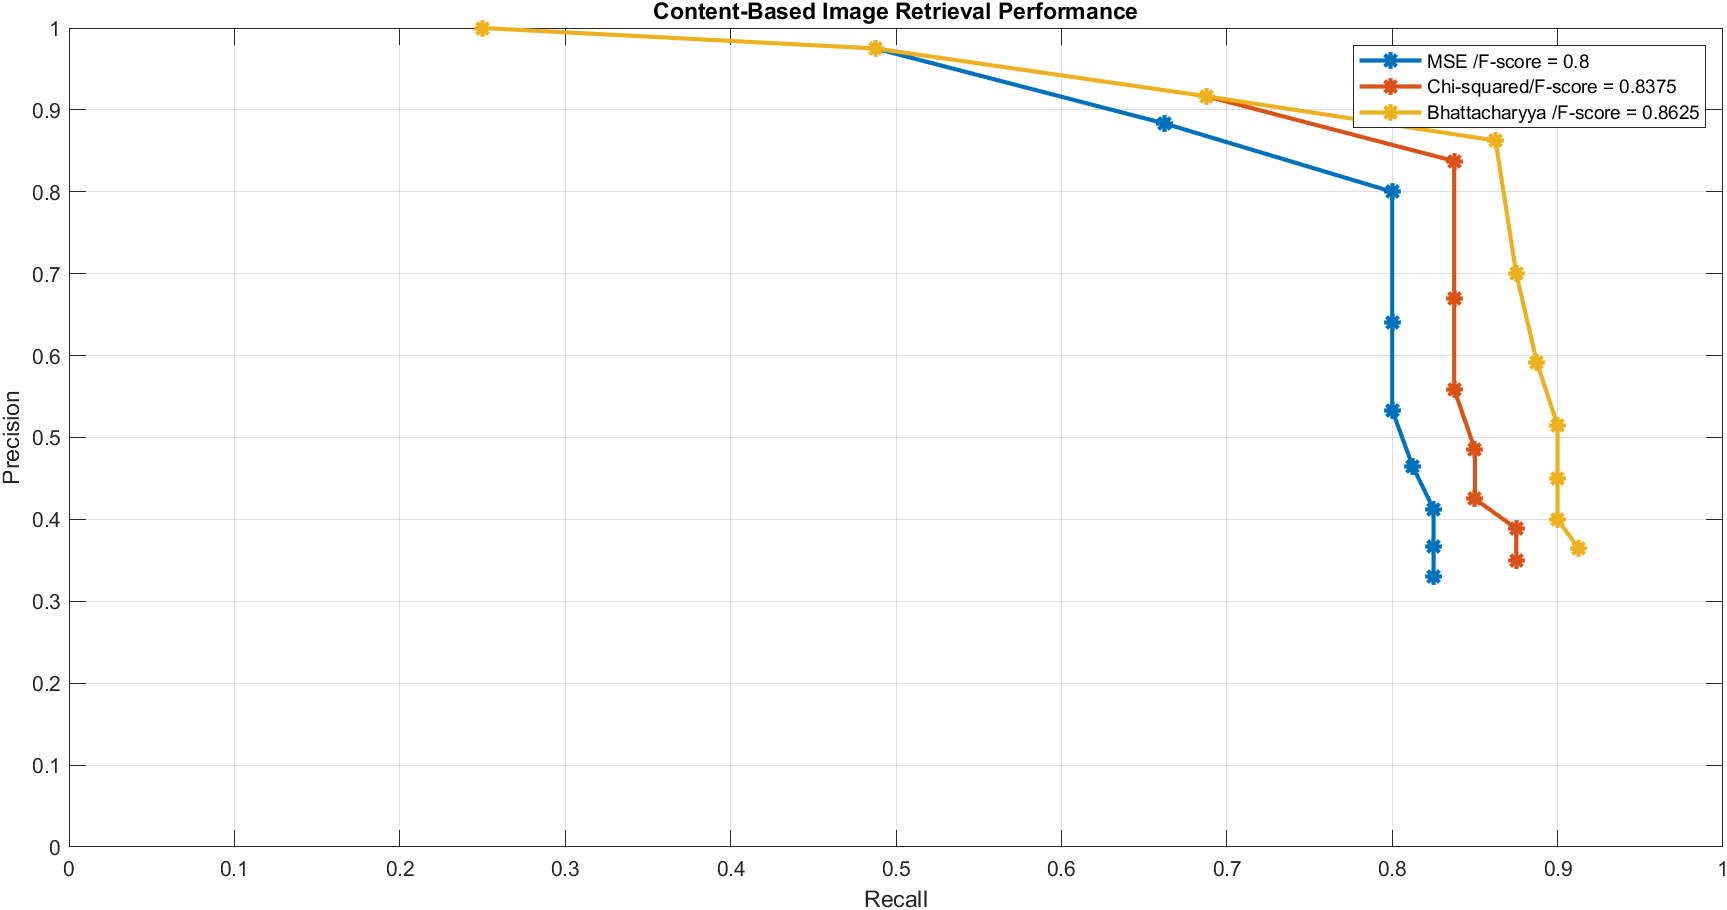 Content-Based Image Retrieval Performance
MSE /F-score = 0.8
Chi-squared/F-score = 0.8375
Bhattacharyya /F-score = 0.8625
1
0.9
0.8
0.7
0.6
0.5
0.4
0.3
0.2
0.1
0
Precision
0 0.1 0.2 0.3 0.4 0.5 0.6 0.7 0.8 0.9 1
Recall